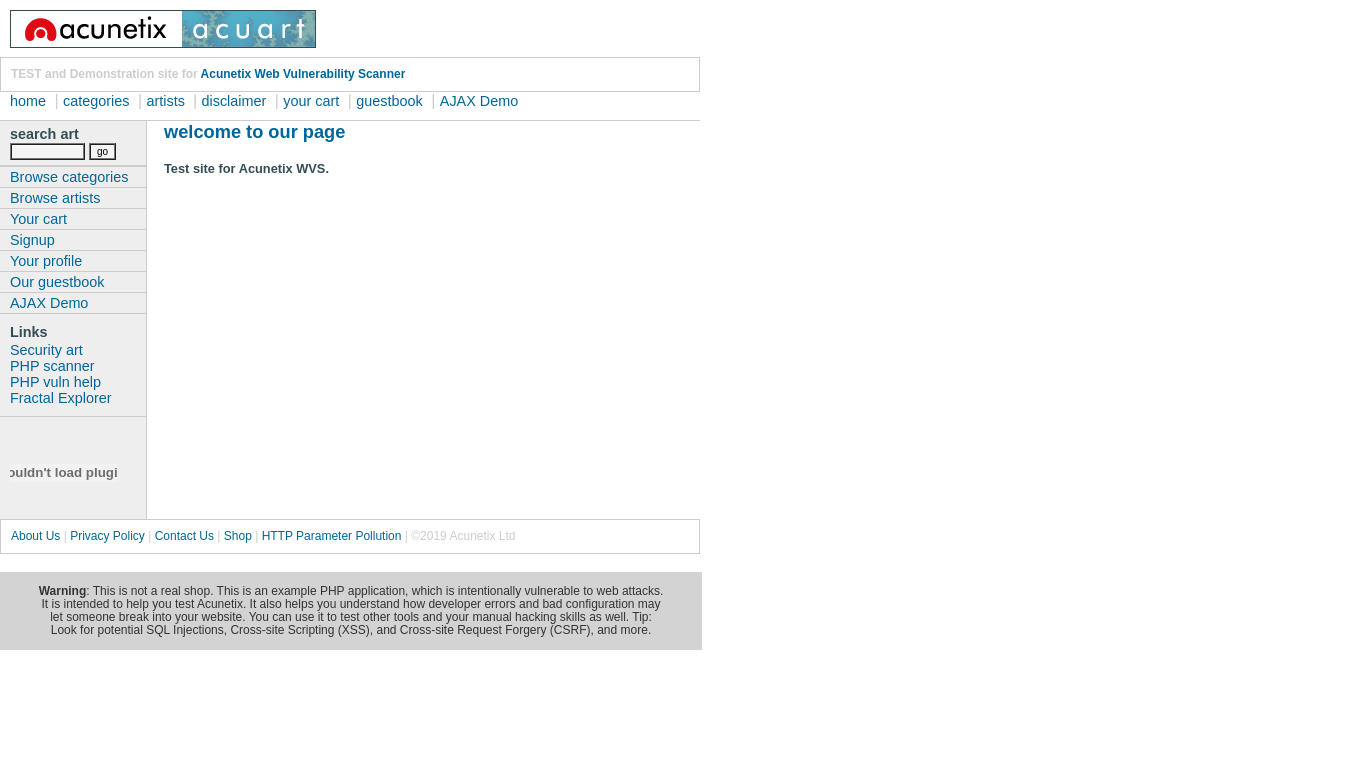 acunetix acuart
TEST and Demonstration site for Acunetix Web Vulnerability Scanner
home | categories | artists | disclaimer | your cart | guestbook | AJAX Demo
search art
go
Browse categories
Browse artists
Your cart
Signup
Your profile
Our guestbook
AJAX Demo
Links
Security art
PHP scanner
PHP vuln help
Fractal Explorer
ouldn't load plugi
welcome to our page
Test site for Acunetix WVS.
About Us | Privacy Policy | Contact Us | Shop | HTTP Parameter Pollution | ©2019 Acunetix Ltd
Warning: This is not a real shop. This is an example PHP application, which is intentionally vulnerable to web attacks.
It is intended to help you test Acunetix. It also helps you understand how developer errors and bad configuration may
let someone break into your website. You can use it to test other tools and your manual hacking skills as well. Tip:
Look for potential SQL Injections, Cross-site Scripting (XSS), and Cross-site Request Forgery (CSRF), and more.